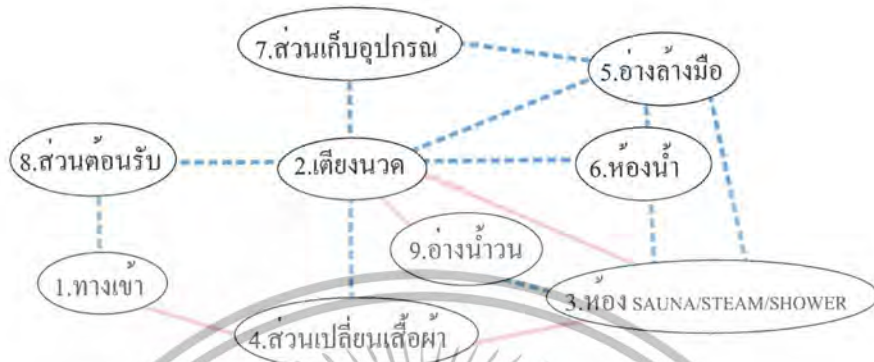 7.ส่วนเก็บอุปกรณ์
5.อ่างล้างมือ
8.ส่วนต้อนรับ
2.เตียงนวด
6.ห้องน้ำ
9.อ่างน้ำวน
1.ทางเข้า
3.ห้อง SAUNA/STEAM/SHOWER
4.ส่วนเปลี่ยนเสื้อผ้า